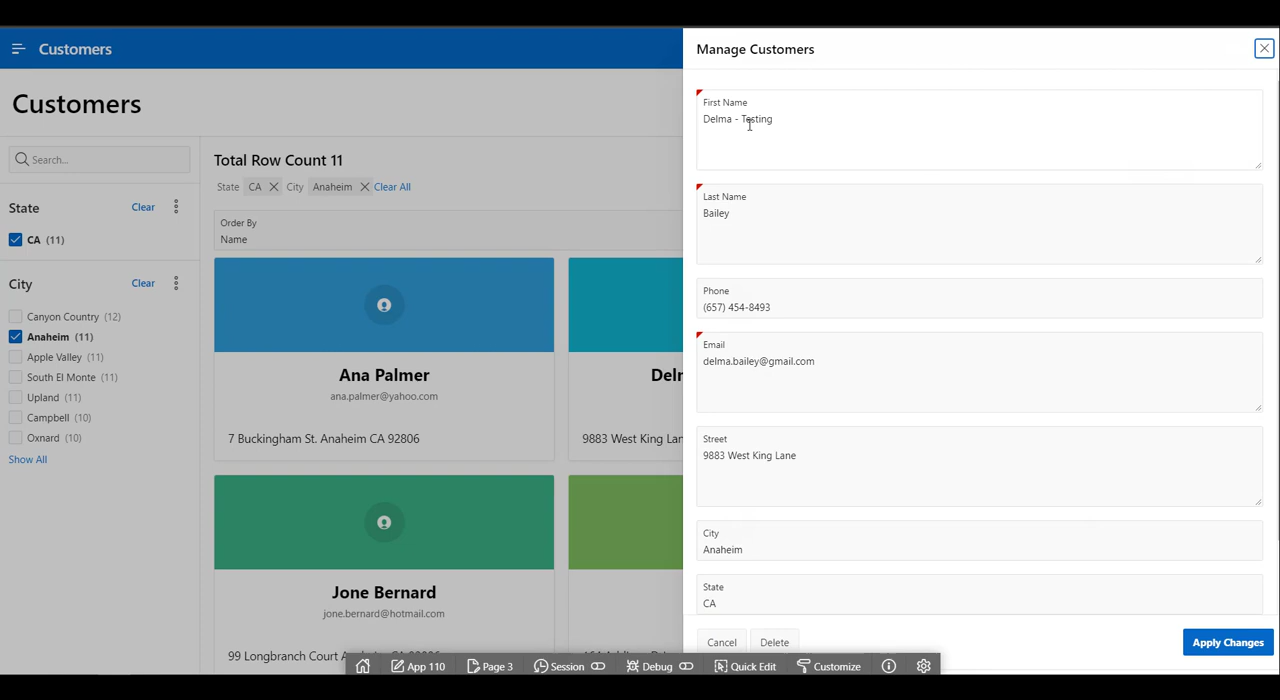 Customers
Manage Customers
Customers
Search...
Total Row Count 11
State CA City Anaheim Clear All
State Clear
CA (11)
City Clear
Canyon Country (12)
Anaheim (11)
Apple Valley (11)
South El Monte (11)
Upland (11)
Campbell (10)
Oxnard (10)
Show All
Order By
Name
Ana Palmer
ana.palmer@yahoo.com
7 Buckingham St. Anaheim CA 92806
9883 West King Lan
Jone Bernard
jone.bernard@hotmail.com
99 Longbranch Court
First Name
Delma - Testing
Last Name
Bailey
Phone
(657) 454-8493
Email
delma.bailey@gmail.com
Street
9883 West King Lane
City
Anaheim
State
CA
Cancel Delete Apply Changes
App 110 Page 3 Session Debug Quick Edit Customize